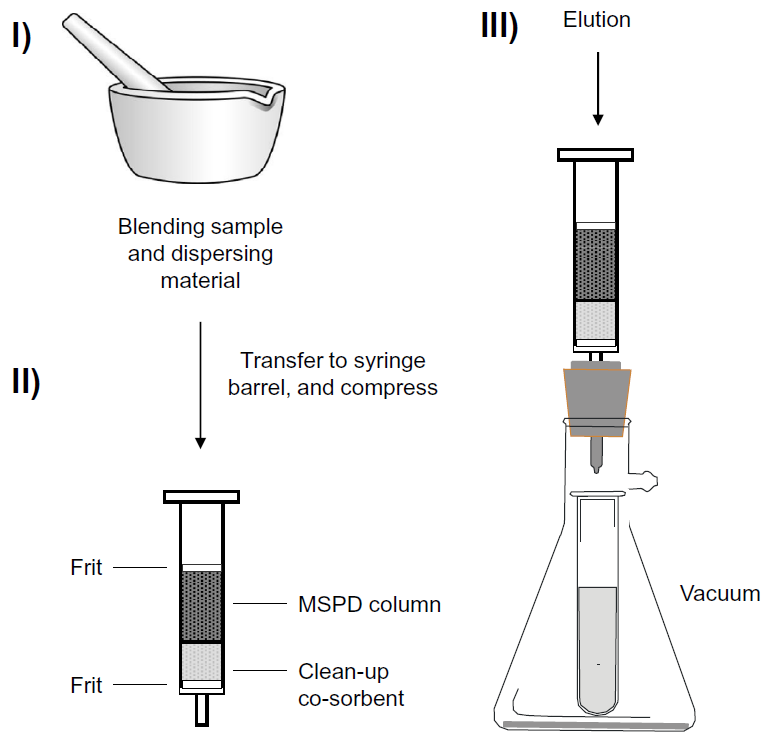 I)
Blending sample
and dispersing
material
Transfer to syringe
barrel, and compress
II)
Frit
MSPD column
Frit
Clean-up
co-sorbent
III)
Elution
Vacuum